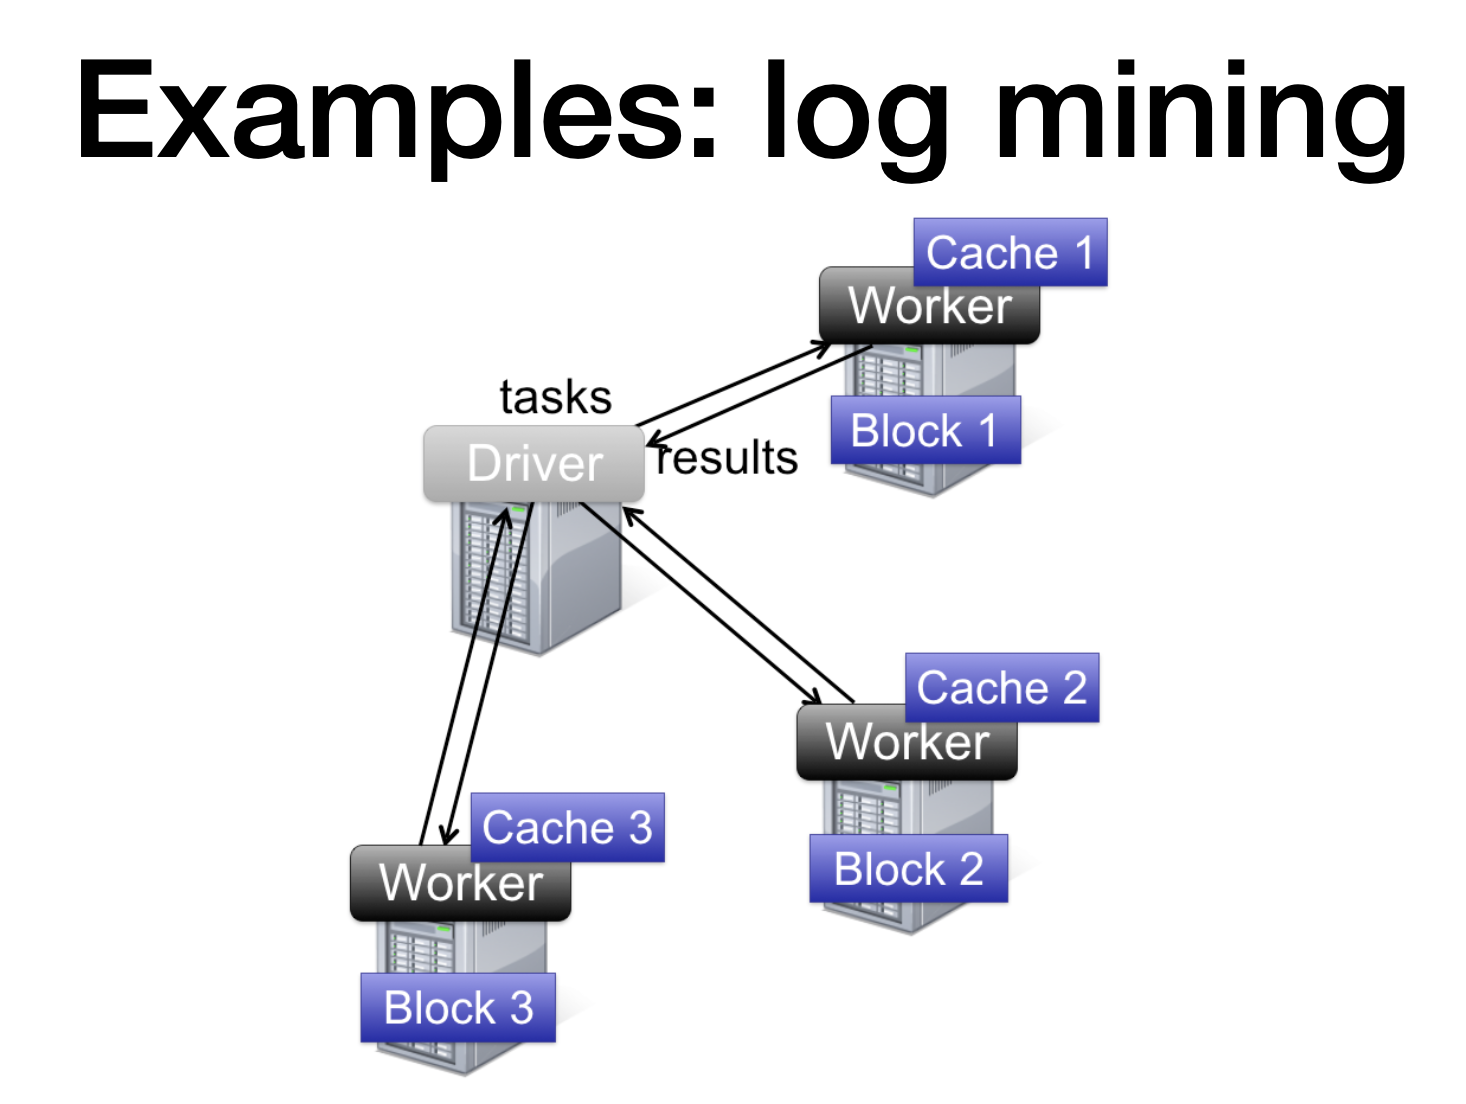 Examples: log mining
Cache 1
Worker
Block 1
tasks
Driver
results
Cache 2
Worker
Block 2
Cache 3
Worker
Block 3